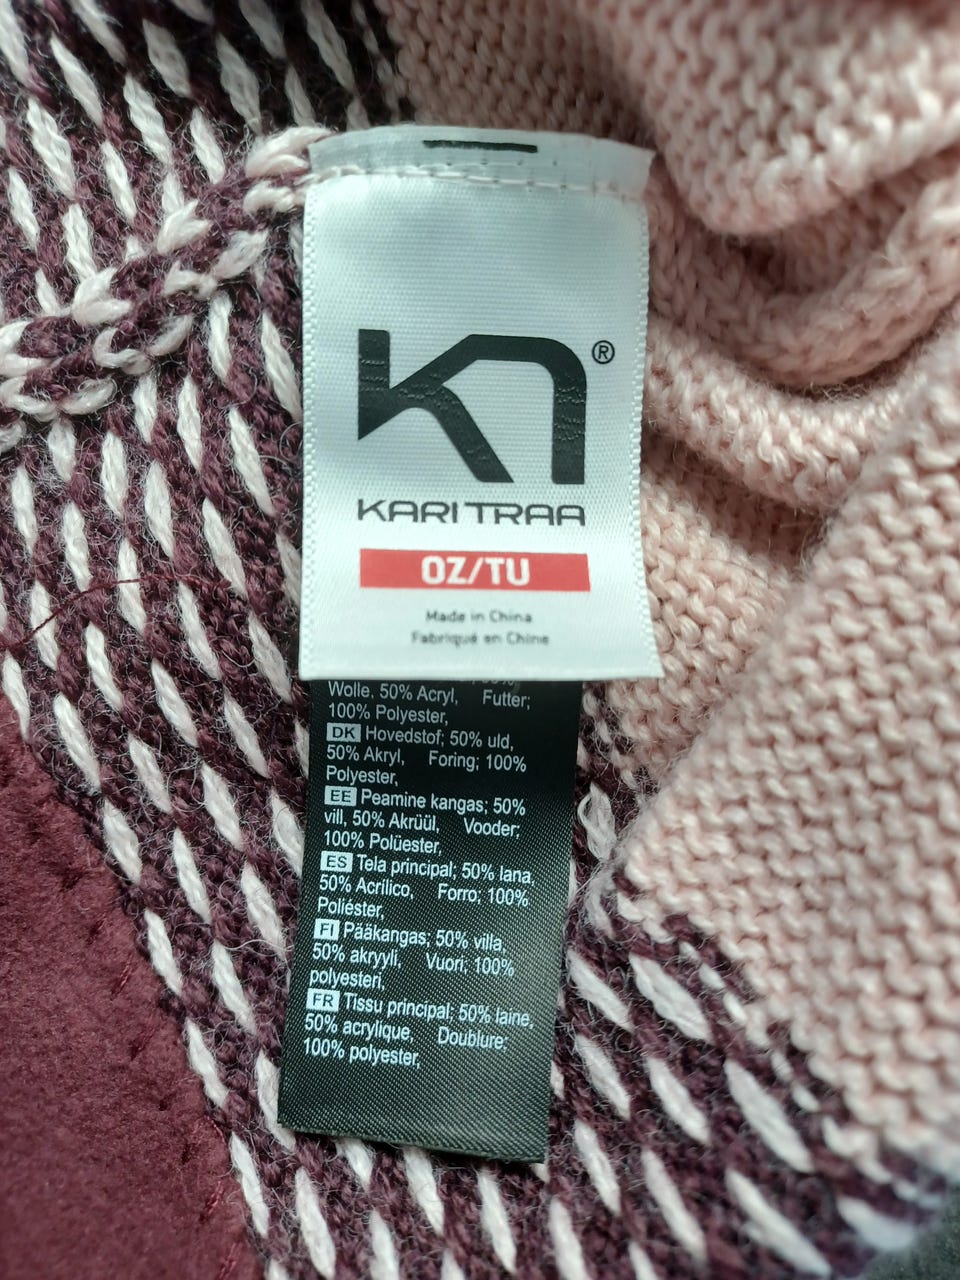 ®
KARI TRAA
OZ/TU
Made in China
Fabriqué en Chine
Wolle, 50% Acryl, Futter;
100% Polyester,
DK Hovedstof; 50% uld,
50% Akryl, Foring; 100%
Polyester,
EE Peamine kangas; 50%
vill, 50% Akrüül, Vooder;
100% Polüester,
ES Tela principal; 50% lana,
50% Acrílico, Forro; 100%
Poliéster,
FI Pääkangas; 50% villa,
50% akryyli, Vuori; 100%
polyesteri,
FR Tissu principal; 50% laine,
50% acrylique, Doublure;
100% polyester,